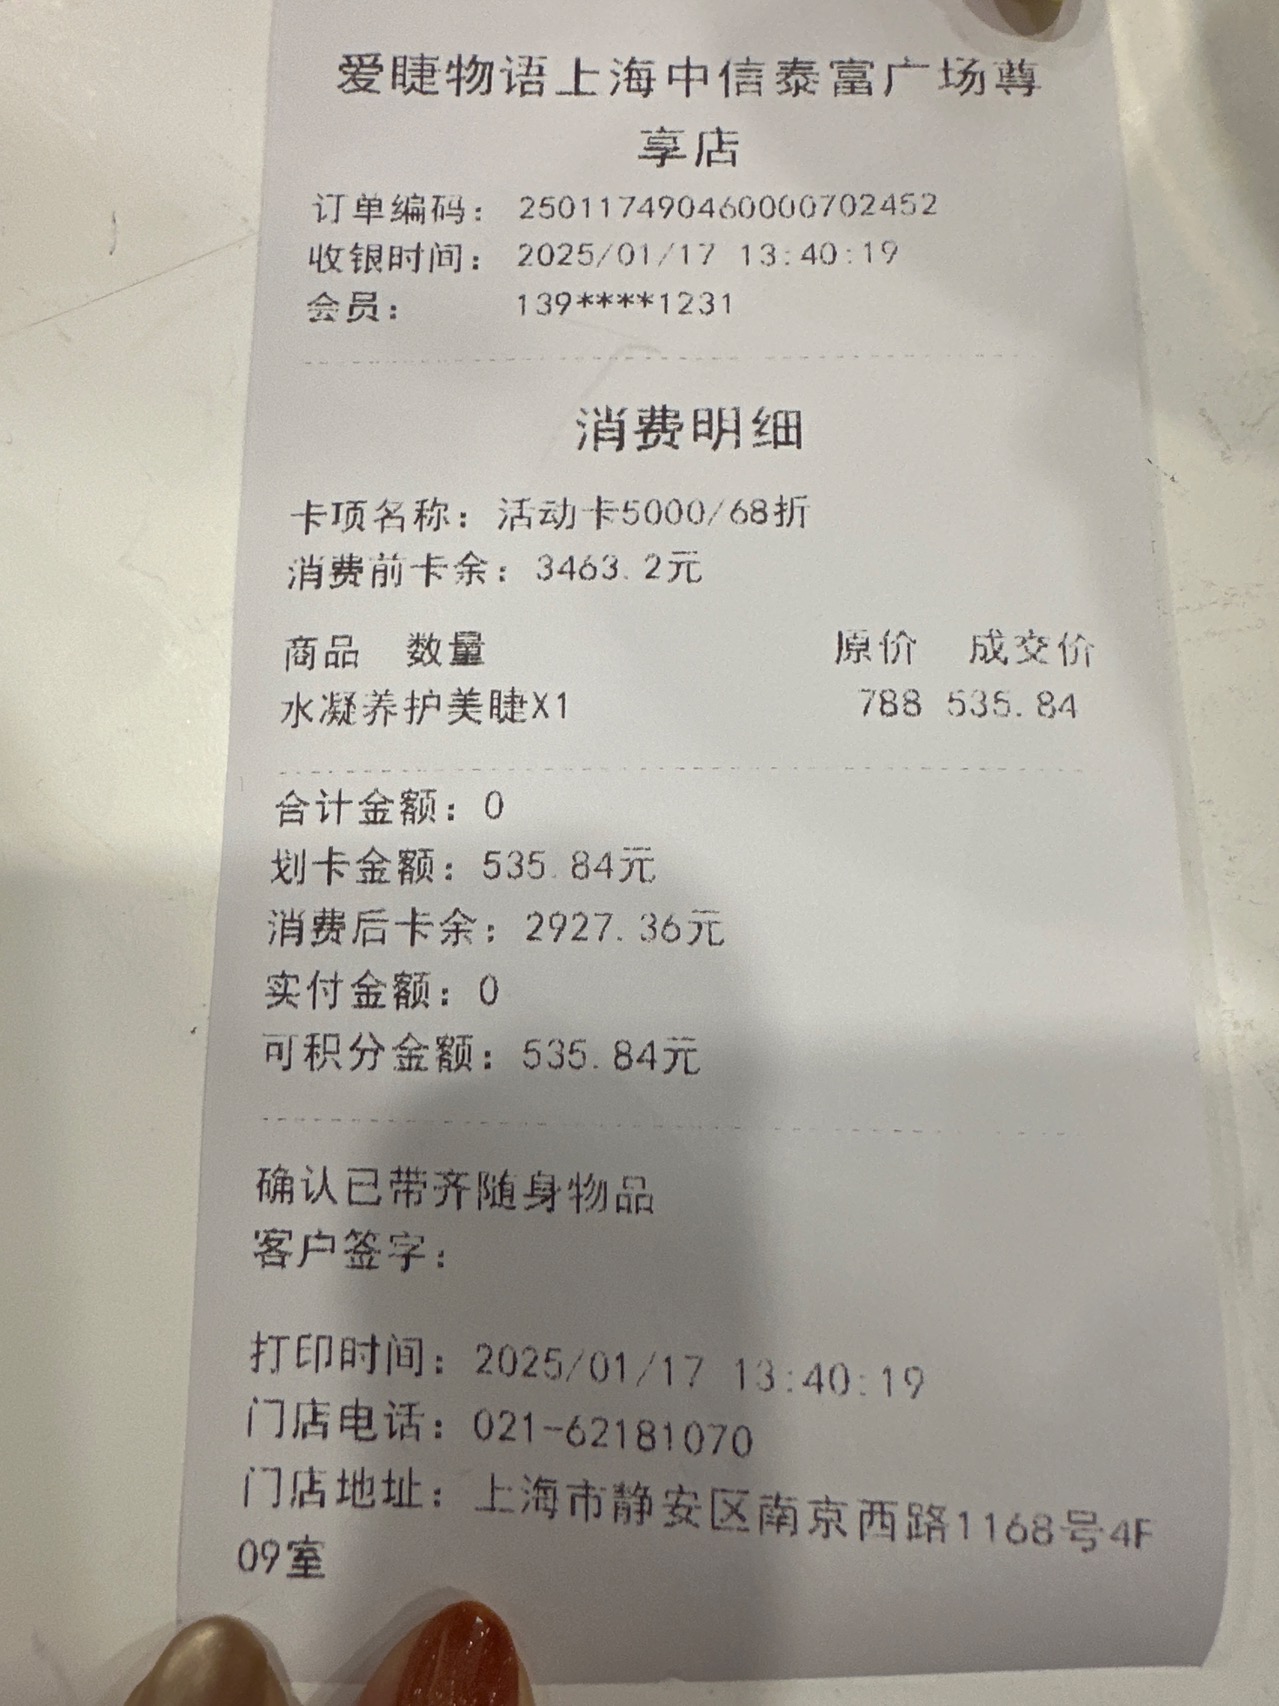 爱睫物语上海中信泰富广场尊
享店
订单编码： 250117490460000702452
收银时间： 2025/01/17 13:40:19
会员： 139****1231
消费明细
卡项名称：活动卡5000/68折
消费前卡余：3463.2元
商品 数量 原价 成交价
水凝养护美睫X1 788 535.84
合计金额：0
划卡金额：535.84元
消费后卡余：2927.36元
实付金额：0
可积分金额：535.84元
确认已带齐随身物品
客户签字：
打印时间：2025/01/17 13:40:19
门店电话：021-62181070
门店地址：上海市静安区南京西路1168号4F
09室